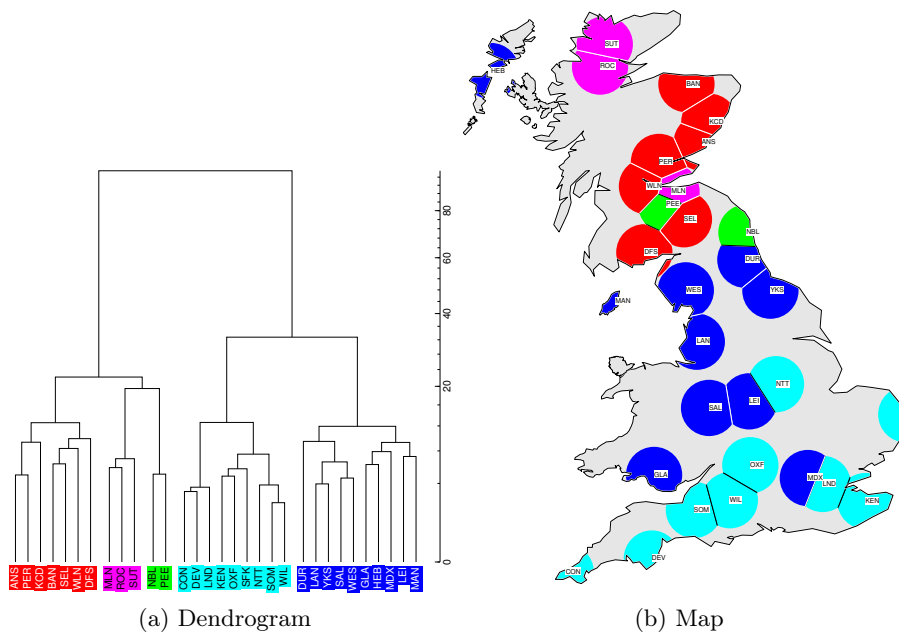 80
60
40
20
0
ANS PER KCD BAN SEL WLN DFS MLN ROC SUT NBL PEE CON DEV LND KEN OXF SFK NTT SOM WIL DUR LAN YKS SAL WES GLA HEB MDX LEI MAN
(a) Dendrogram
SUT
HEB
ROC
BAN
KCD
ANS
PER
WLN
MLN
PEE
SEL
NBL
DFS
DUR
WES
YKS
MAN
LAN
NTT
LEI
SAL
OXF
GLA
MDX
LND
WIL
KEN
SOM
DEV
CON
(b) Map